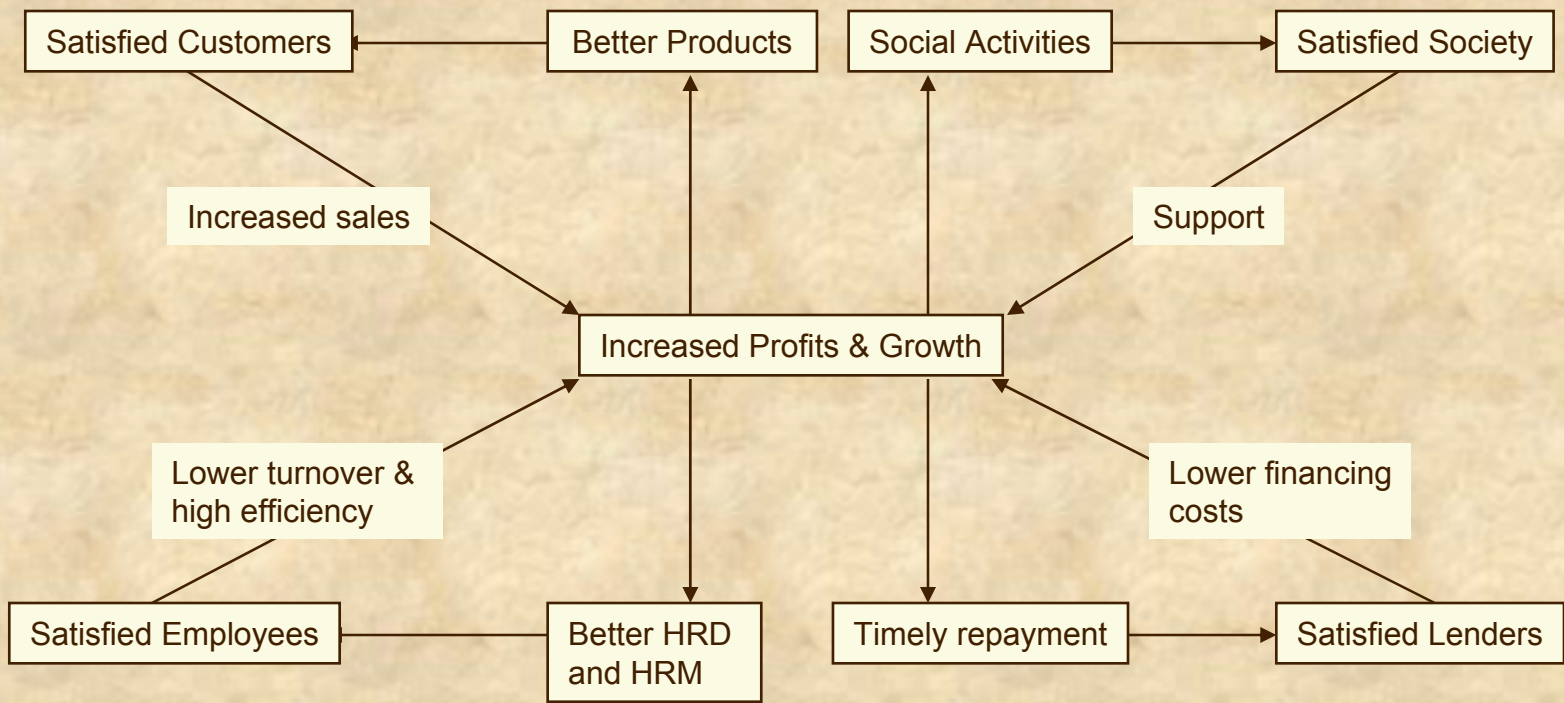 Satisfied Customers
Better Products
Social Activities
Satisfied Society
Increased sales
Support
Increased Profits & Growth
Lower turnover &
high efficiency
Lower financing
costs
Satisfied Employees
Better HRD
and HRM
Timely repayment
Satisfied Lenders